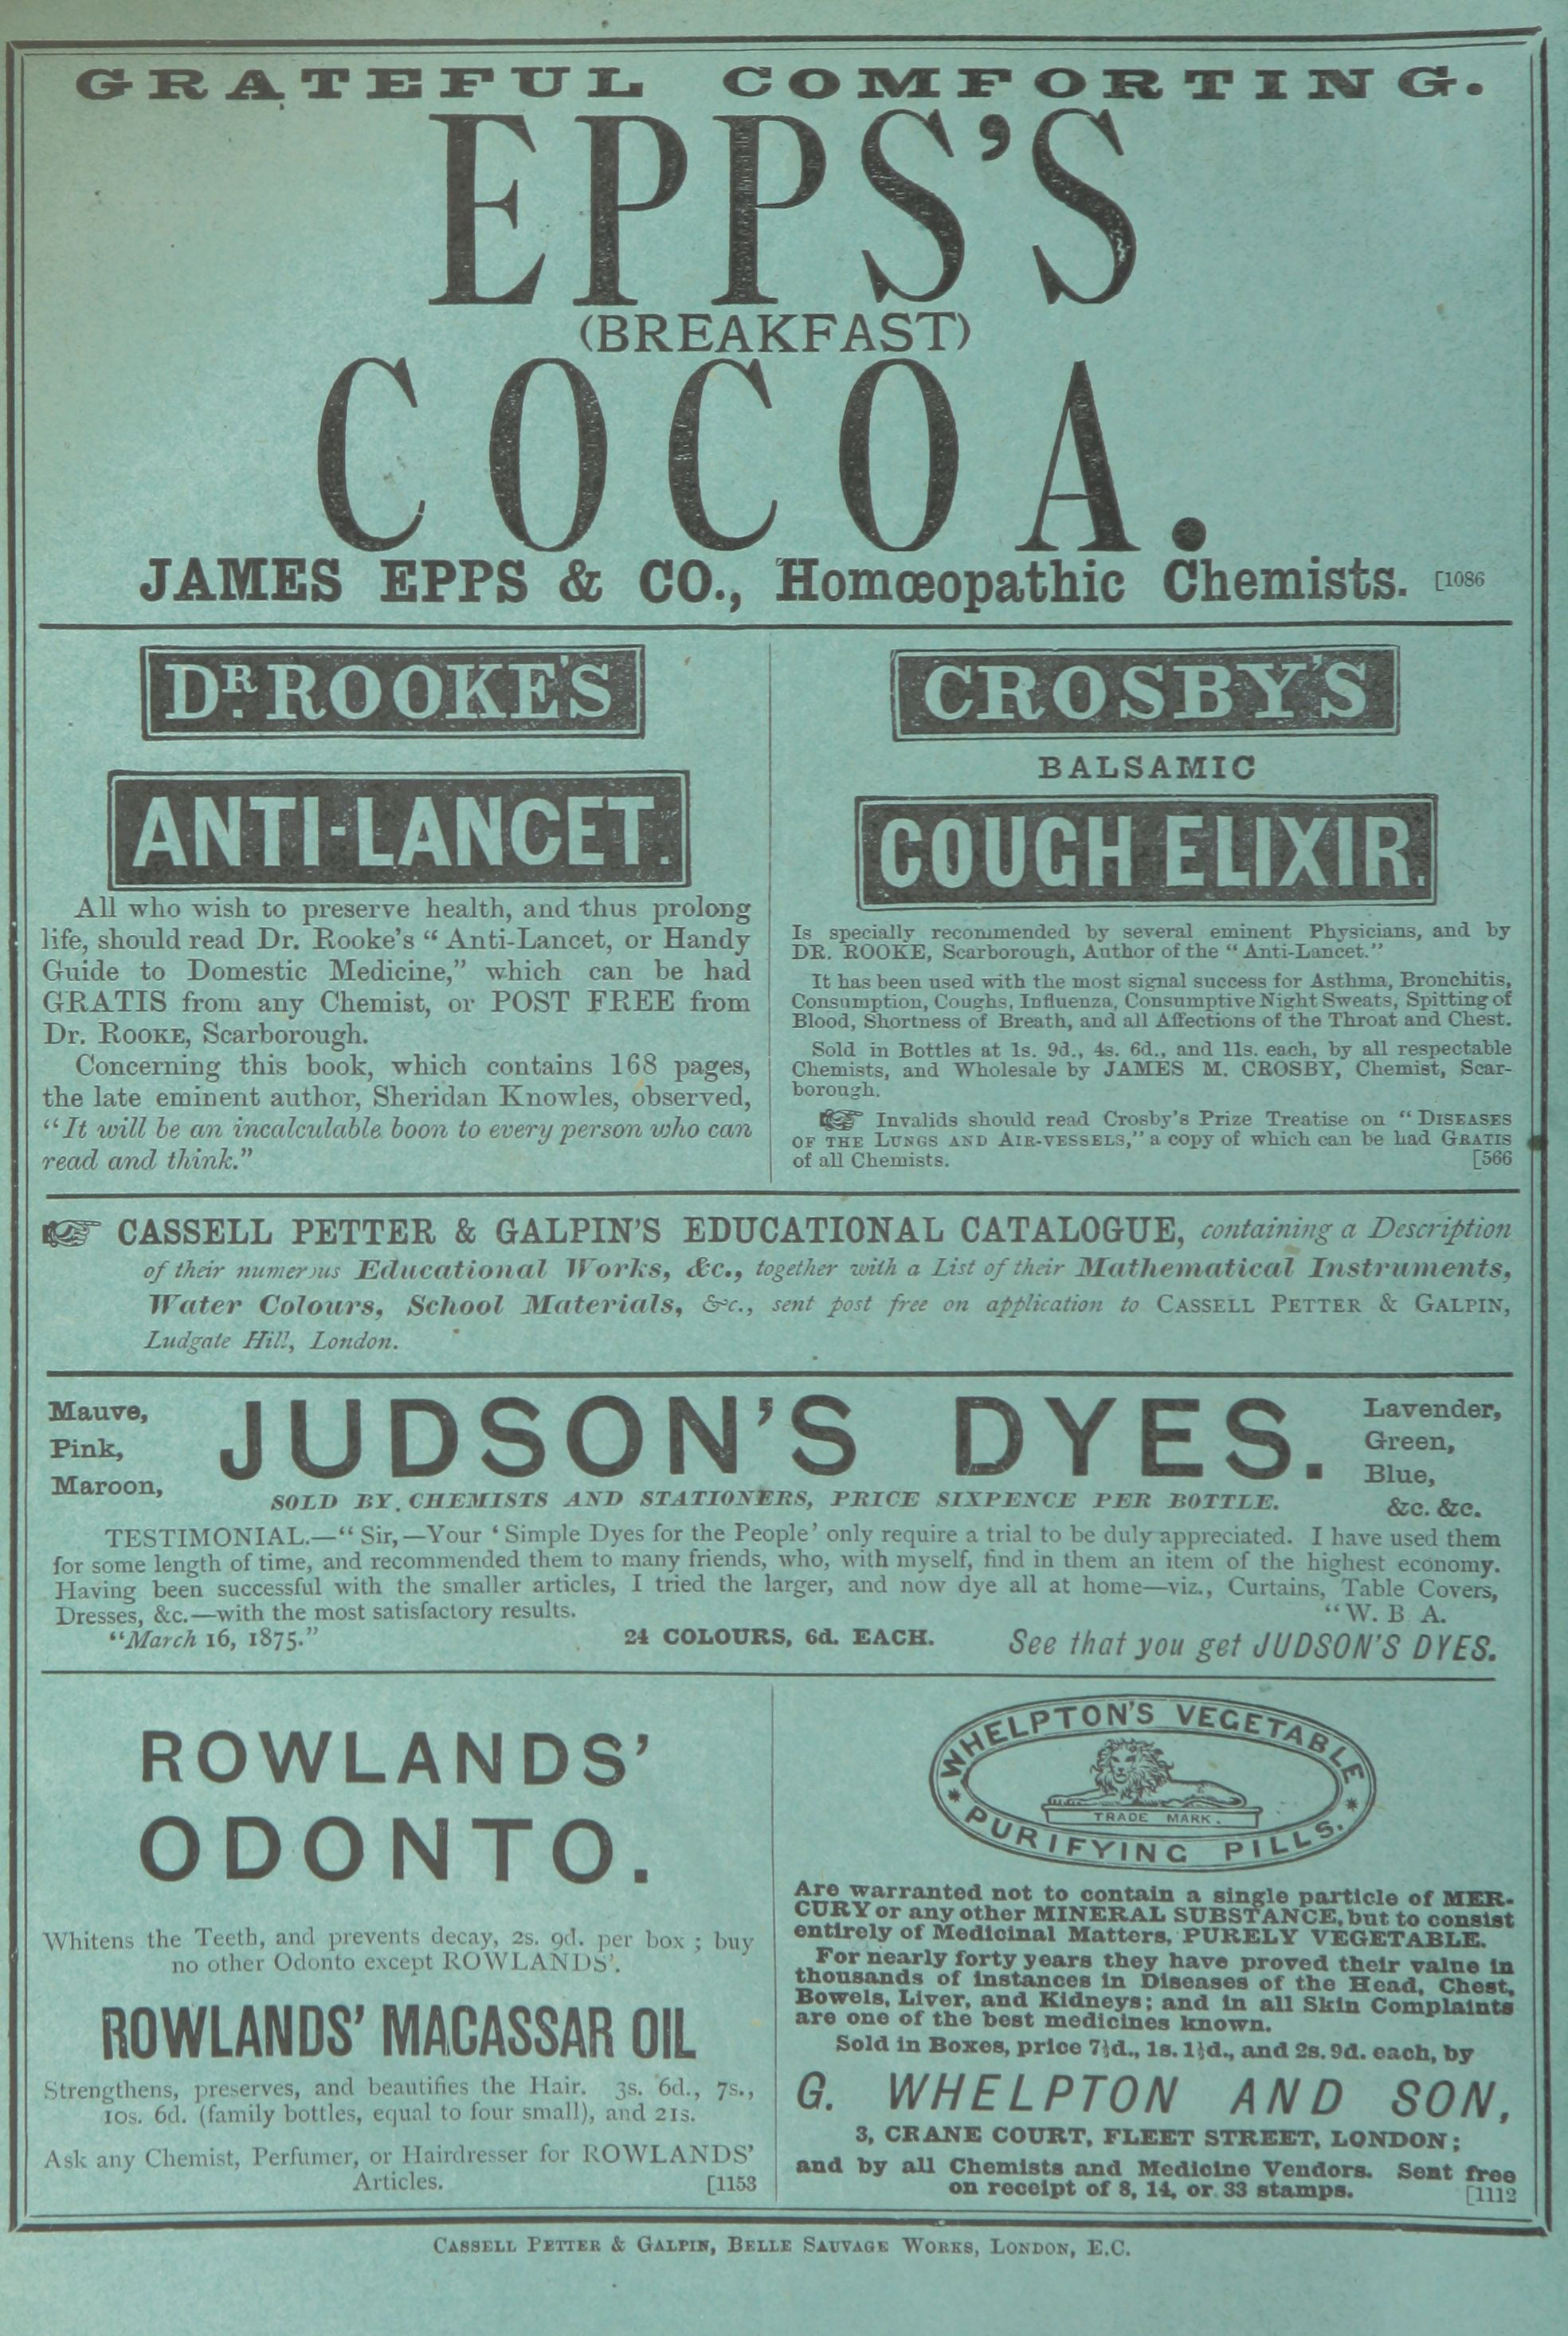 GRATEFUL COMFORTING.
EPPS'S
(BREAKFAST)
COCOA.
JAMES EPPS & CO., Homœopathic Chemists. [1086
DR. ROOKE'S
ANTI-LANCET.
All who wish to preserve health, and thus prolong
life, should read Dr. Rooke's "Anti-Lancet, or Handy
Guide to Domestic Medicine," which can be had
GRATIS from any Chemist, or POST FREE from
Dr. ROOKE, Scarborough.
Concerning this book, which contains 168 pages,
the late eminent author, Sheridan Knowles, observed,
"It will be an incalculable boon to every person who can
read and think."
CROSBY'S
BALSAMIC
COUGH ELIXIR.
Is specially recommended by several eminent Physicians, and by
DR. ROOKE, Scarborough, Author of the "Anti-Lancet."
It has been used with the most signal success for Asthma, Bronchitis,
Consumption, Coughs, Influenza, Consumptive Night Sweats, Spitting of
Blood, Shortness of Breath, and all Affections of the Throat and Chest.
Sold in Bottles at 1s. 9d., 4s. 6d., and 11s. each, by all respectable
Chemists, and Wholesale by JAMES M. CROSBY, Chemist, Scar-
borough.
☞ Invalids should read Crosby's Prize Treatise on "DISEASES
OF THE LUNGS AND AIR-VESSELS," a copy of which can be had GRATIS
of all Chemists. [566
☞ CASSELL PETTER & GALPIN'S EDUCATIONAL CATALOGUE, containing a Description
of their numerous Educational Works, &c., together with a List of their Mathematical Instruments,
Water Colours, School Materials, &c., sent post free on application to CASSELL PETTER & GALPIN,
Ludgate Hill, London.
Mauve,
Pink,
Maroon,
JUDSON'S DYES.
Lavender,
Green,
Blue,
&c. &c.
SOLD BY CHEMISTS AND STATIONERS, PRICE SIXPENCE PER BOTTLE.
TESTIMONIAL.—"Sir,—Your 'Simple Dyes for the People' only require a trial to be duly appreciated. I have used them
for some length of time, and recommended them to many friends, who, with myself, find in them an item of the highest economy.
Having been successful with the smaller articles, I tried the larger, and now dye all at home—viz., Curtains, Table Covers,
Dresses, &c.—with the most satisfactory results. "W. B A.
"March 16, 1875." 24 COLOURS, 6d. EACH. See that you get JUDSON'S DYES.
ROWLANDS'
ODONTO.
Whitens the Teeth, and prevents decay, 2s. 9d. per box; buy
no other Odonto except ROWLANDS'.
ROWLANDS' MACASSAR OIL
Strengthens, preserves, and beautifies the Hair. 3s. 6d., 7s.,
10s. 6d. (family bottles, equal to four small), and 21s.
Ask any Chemist, Perfumer, or Hairdresser for ROWLANDS'
Articles. [1153
WHELPTON'S VEGETABLE
TRADE MARK.
PURIFYING PILLS.
Are warranted not to contain a single particle of MER-
CURY or any other MINERAL SUBSTANCE, but to consist
entirely of Medicinal Matters, PURELY VEGETABLE.
For nearly forty years they have proved their value in
thousands of instances in Diseases of the Head, Chest,
Bowels, Liver, and Kidneys; and in all Skin Complaints
are one of the best medicines known.
Sold in Boxes, price 7½d., 1s. 1½d., and 2s. 9d. each, by
G. WHELPTON AND SON,
3, CRANE COURT, FLEET STREET, LONDON;
and by all Chemists and Medicine Vendors. Sent free
on receipt of 8, 14, or 33 stamps. [1112
CASSELL PETTER & GALPIN, BELLE SAUVAGE WORKS, LONDON, E.C.